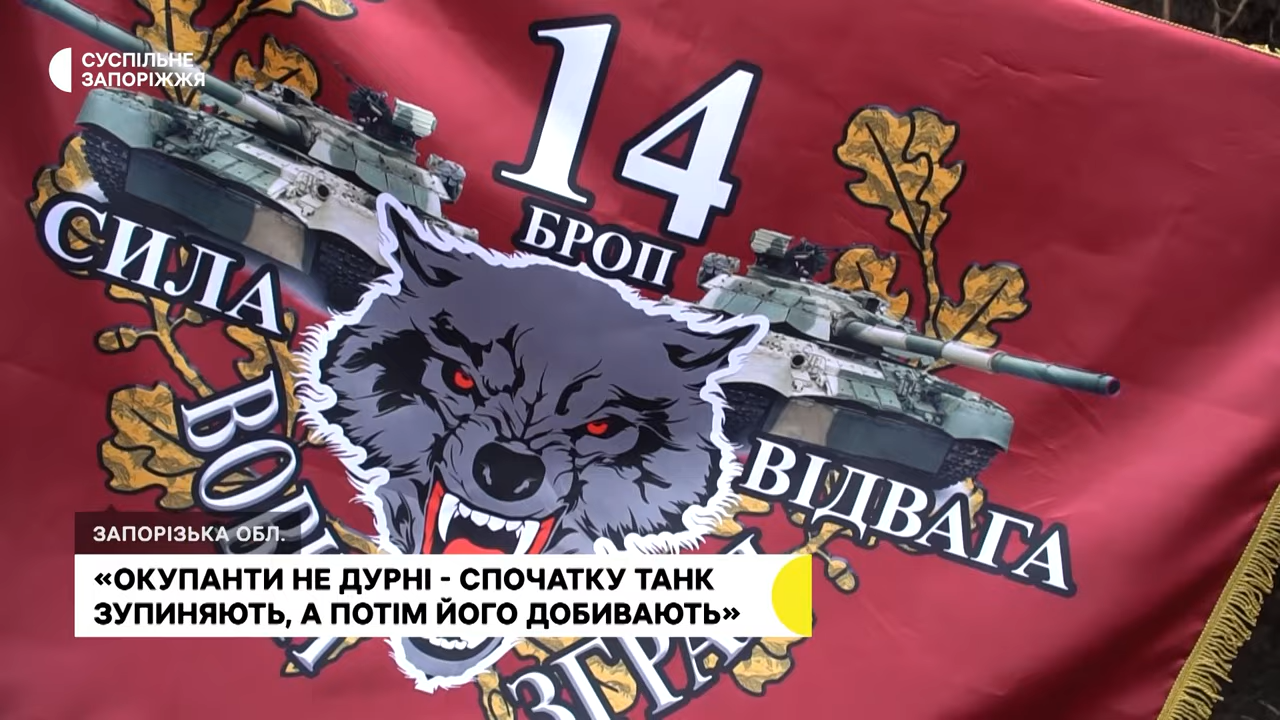 СУСПІЛЬНЕ
ЗАПОРІЖЖЯ
14
БРОП
СИЛА
ВІДВАГА
ЗАПОРІЗЬКА ОБЛ.
«ОКУПАНТИ НЕ ДУРНІ - СПОЧАТКУ ТАНК
ЗУПИНЯЮТЬ, А ПОТІМ ЙОГО ДОБИВАЮТЬ»